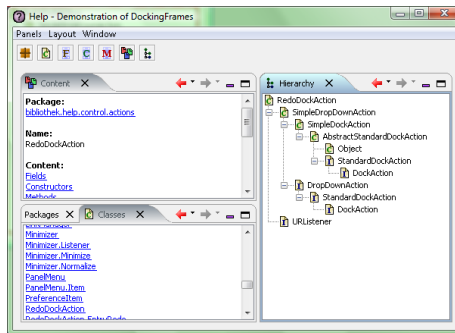 Help - Demonstration of DockingFrames
Panels Layout Window
F C M
Content X
Package:
bibliothek.help.control.actions
Name:
RedoDockAction
Content:
Fields
Constructors
Methods
Packages X Classes X
Minimizer
Minimizer.Listener
Minimizer.Minimize
Minimizer.Normalize
PanelMenu
PanelMenu.Item
PreferenceItem
RedoDockAction
RedoDockAction.EntryRedo
Hierarchy X
RedoDockAction
SimpleDropDownAction
SimpleDockAction
AbstractStandardDockAction
Object
StandardDockAction
DockAction
DropDownAction
StandardDockAction
DockAction
URListener